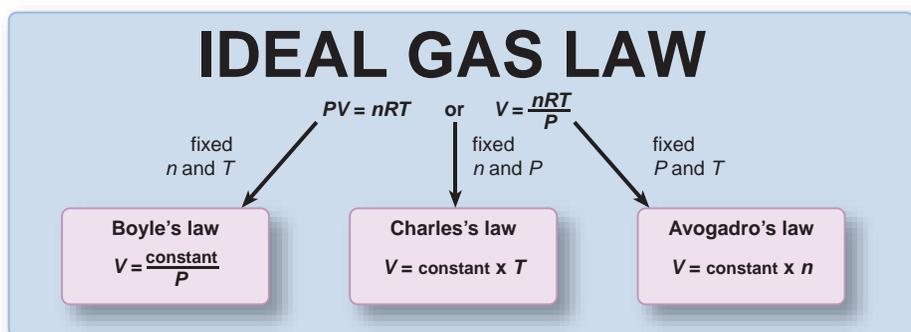 IDEAL GAS LAW
PV = nRT or V = nRT/P
fixed
n and T
fixed
n and P
fixed
P and T
Boyle's law
V = constant/P
Charles's law
V = constant x T
Avogadro's law
V = constant x n